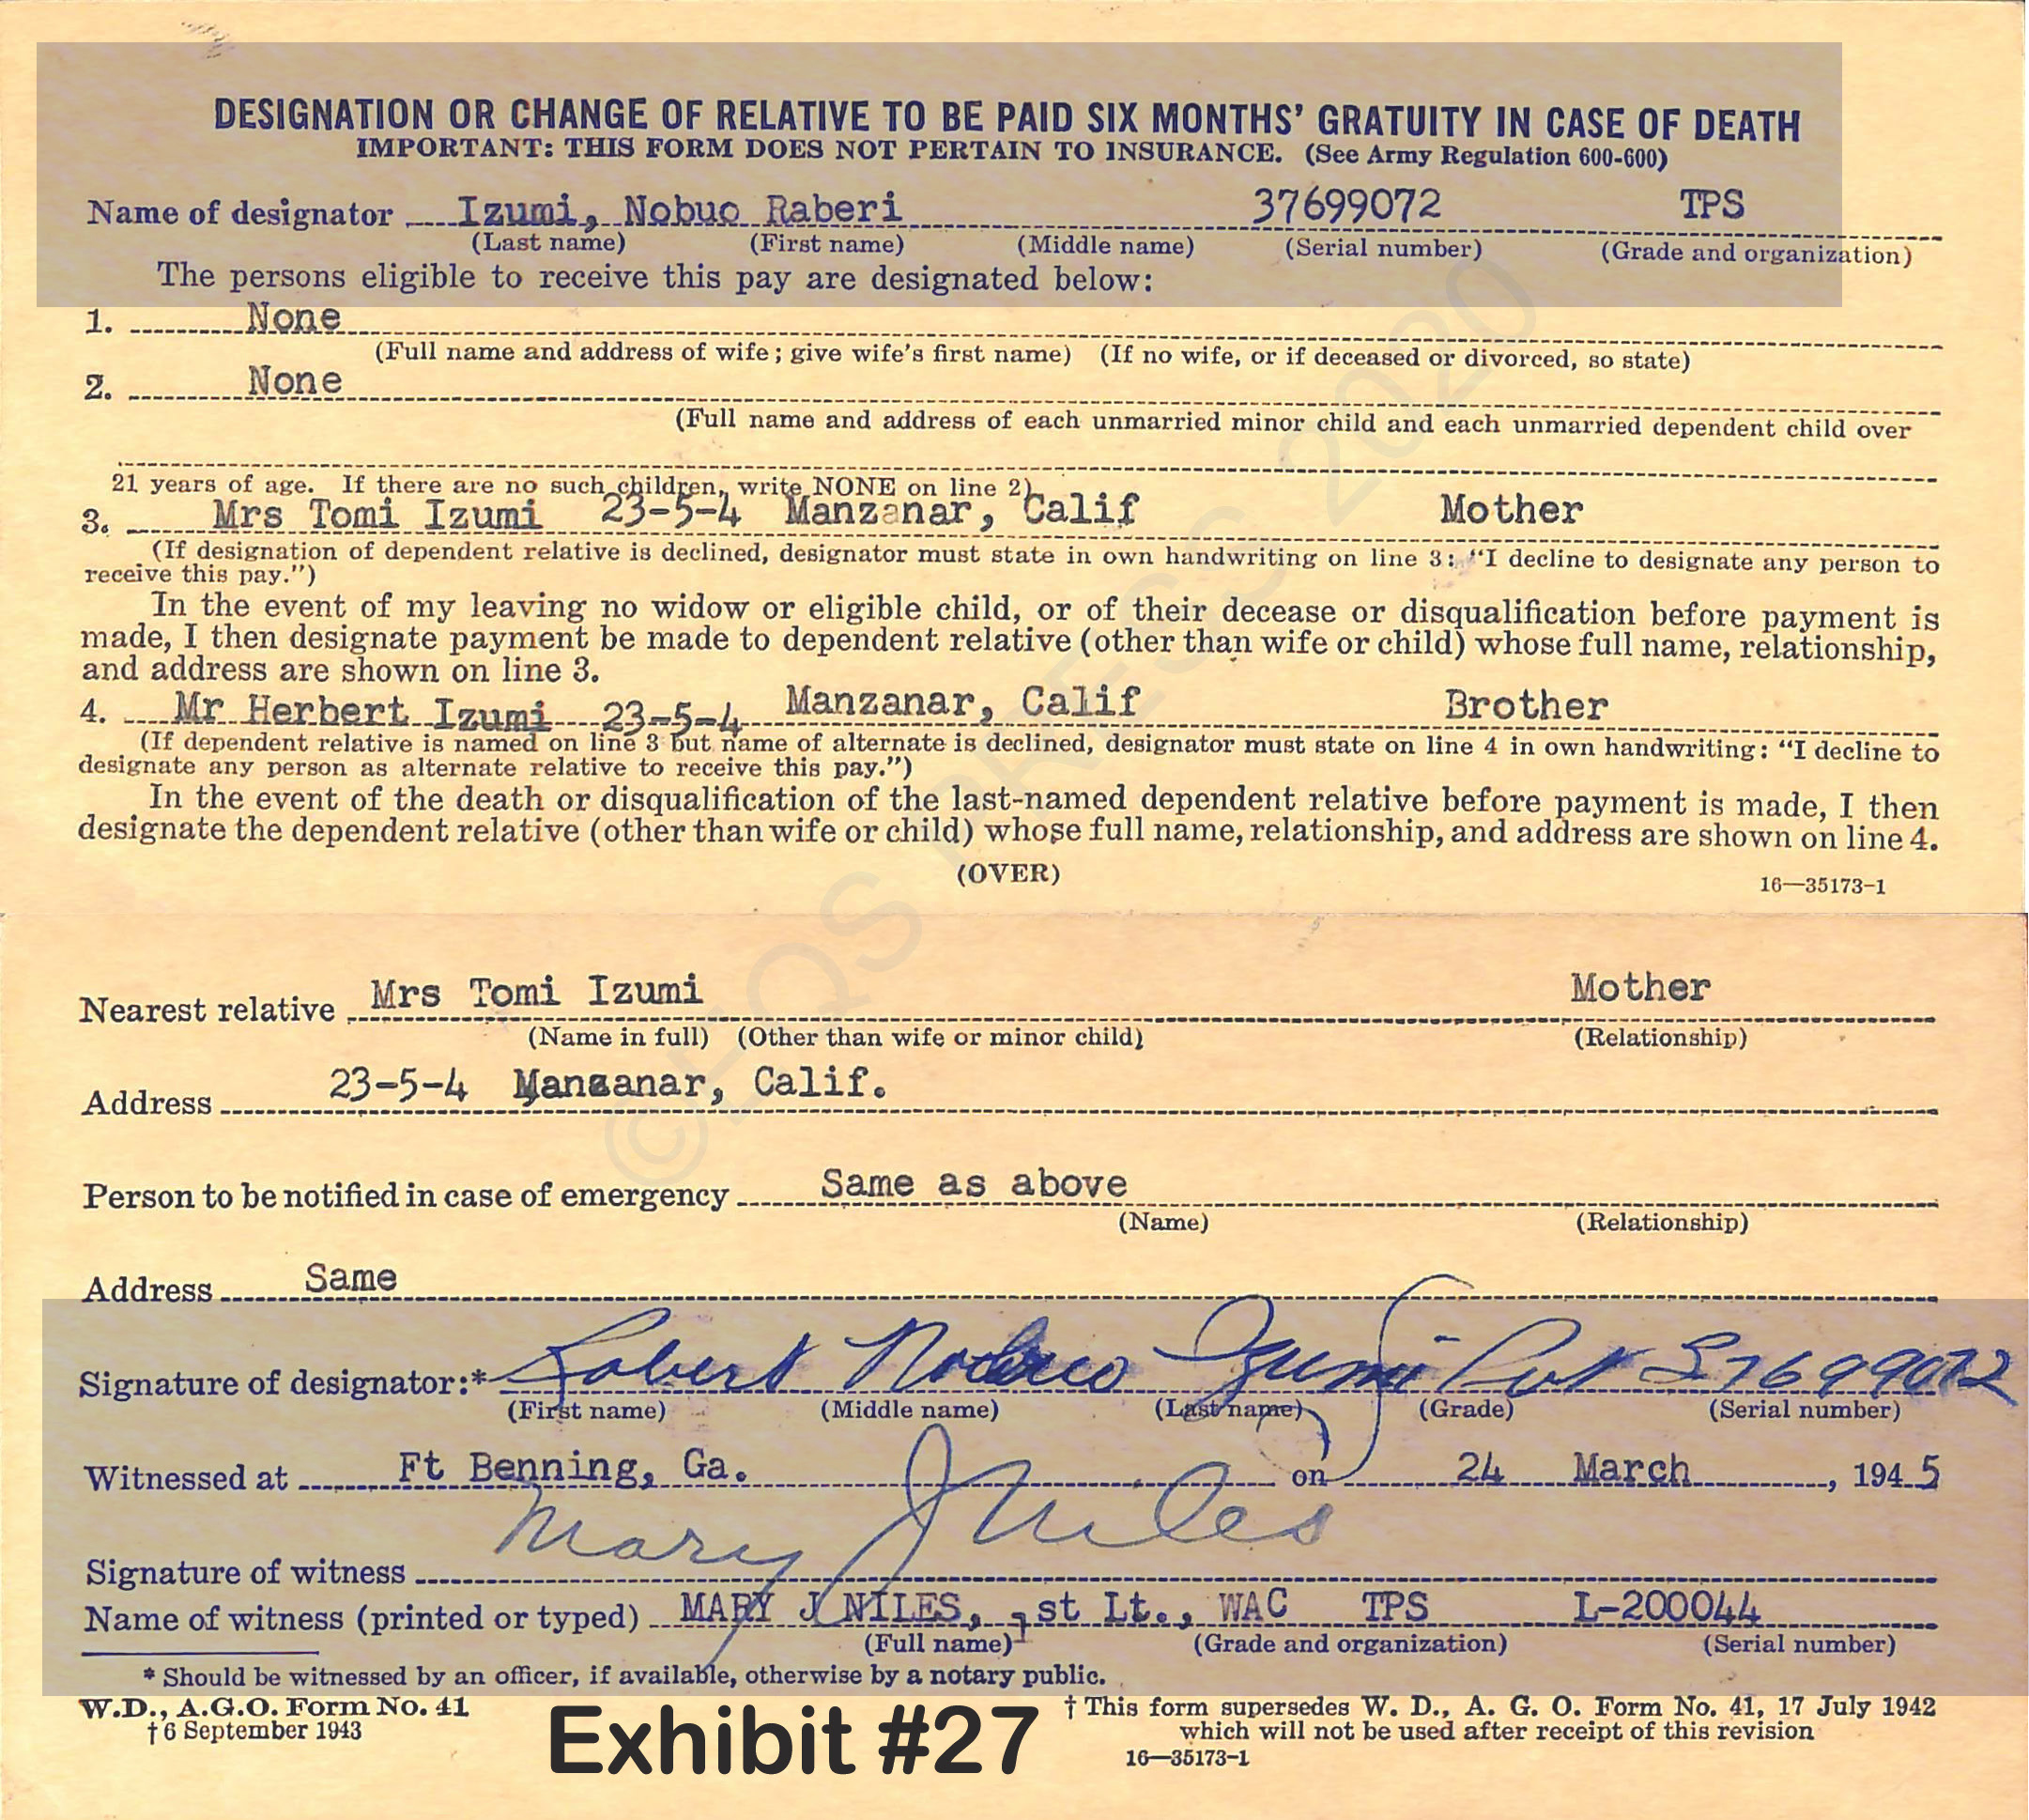 DESIGNATION OR CHANGE OF RELATIVE TO BE PAID SIX MONTHS' GRATUITY IN CASE OF DEATH
IMPORTANT: THIS FORM DOES NOT PERTAIN TO INSURANCE. (See Army Regulation 600-600)
Name of designator Izumi, Nobuo Raberi 37699072 TPS
(Last name) (First name) (Middle name) (Serial number) (Grade and organization)
The persons eligible to receive this pay are designated below:
1. None
(Full name and address of wife; give wife's first name) (If no wife, or if deceased or divorced, so state)
2. None
(Full name and address of each unmarried minor child and each unmarried dependent child over
21 years of age. If there are no such children, write NONE on line 2)
3. Mrs Tomi Izumi 23-5-4 Manzanar, Calif Mother
(If designation of dependent relative is declined, designator must state in own handwriting on line 3: "I decline to designate any person to
receive this pay.")
In the event of my leaving no widow or eligible child, or of their decease or disqualification before payment is
made, I then designate payment be made to dependent relative (other than wife or child) whose full name, relationship,
and address are shown on line 3.
4. Mr Herbert Izumi 23-5-4 Manzanar, Calif Brother
(If dependent relative is named on line 3 but name of alternate is declined, designator must state on line 4 in own handwriting: "I decline to
designate any person as alternate relative to receive this pay.")
In the event of the death or disqualification of the last-named dependent relative before payment is made, I then
designate the dependent relative (other than wife or child) whose full name, relationship, and address are shown on line 4.
(OVER)
16—35173-1
©EQS PRESS 2020
Nearest relative Mrs Tomi Izumi Mother
(Name in full) (Other than wife or minor child) (Relationship)
Address 23-5-4 Manzanar, Calif.
Person to be notified in case of emergency Same as above
(Name) (Relationship)
Address Same
Signature of designator:* Robert Nobuo Izumi Pvt 37699072
(First name) (Middle name) (Last name) (Grade) (Serial number)
Witnessed at Ft Benning, Ga. on 24 March, 1945
Signature of witness Mary J Niles
Name of witness (printed or typed) MARY J NILES, 1st Lt., WAC TPS L-200044
(Full name) (Grade and organization) (Serial number)
* Should be witnessed by an officer, if available, otherwise by a notary public.
W.D., A.G.O. Form No. 41
† 6 September 1943
Exhibit #27
† This form supersedes W. D., A. G. O. Form No. 41, 17 July 1942
which will not be used after receipt of this revision
16—35173-1